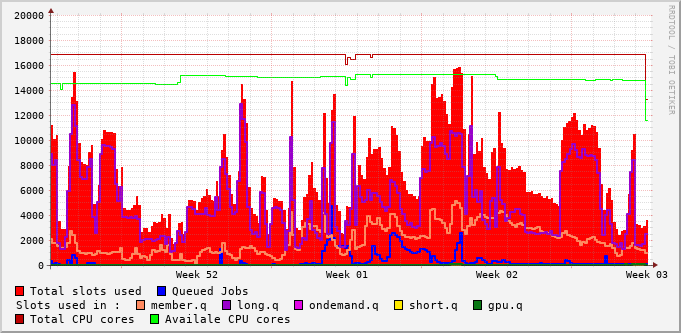 20000
18000
16000
14000
12000
10000
8000
6000
4000
2000
0
Week 52 Week 01 Week 02 Week 03
RRDTOOL / TOBI OETIKER
Total slots used Queued Jobs
Slots used in : member.q long.q ondemand.q short.q gpu.q
Total CPU cores Availale CPU cores